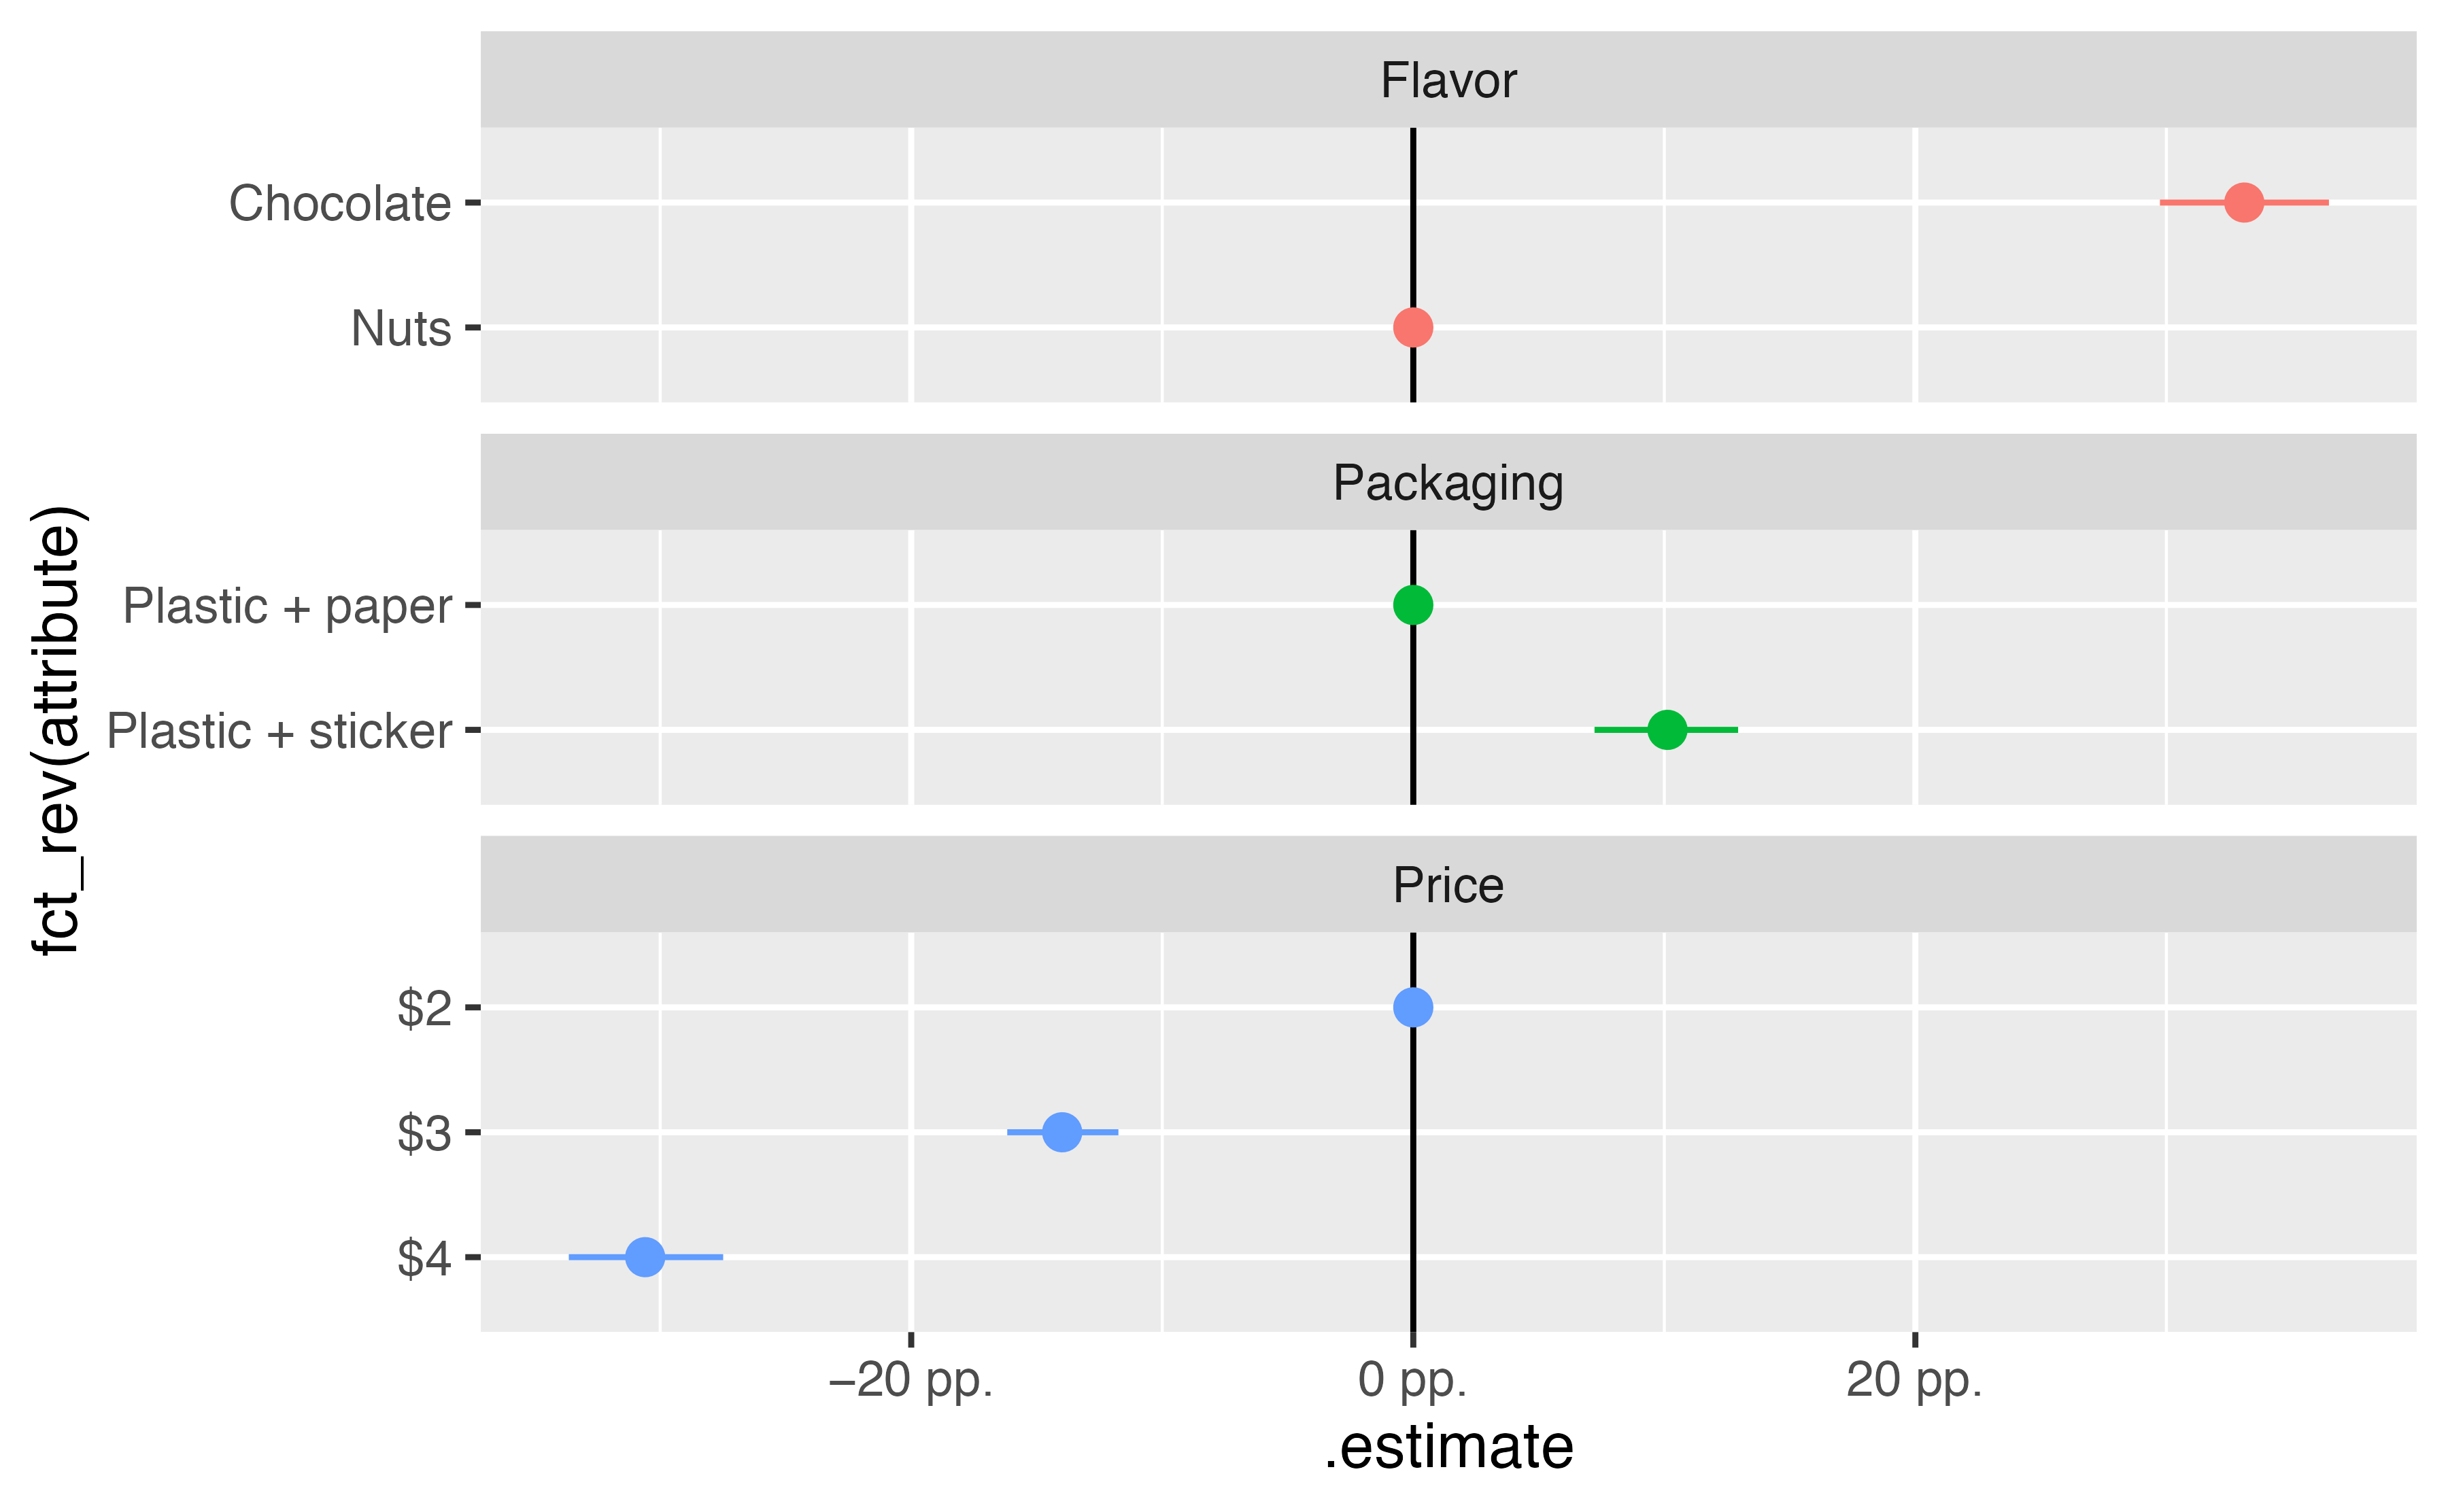 Flavor
Chocolate
Nuts
Packaging
Plastic + paper
Plastic + sticker
Price
$2
$3
$4
−20 pp.
0 pp.
20 pp.
.estimate
fct_rev(attribute)